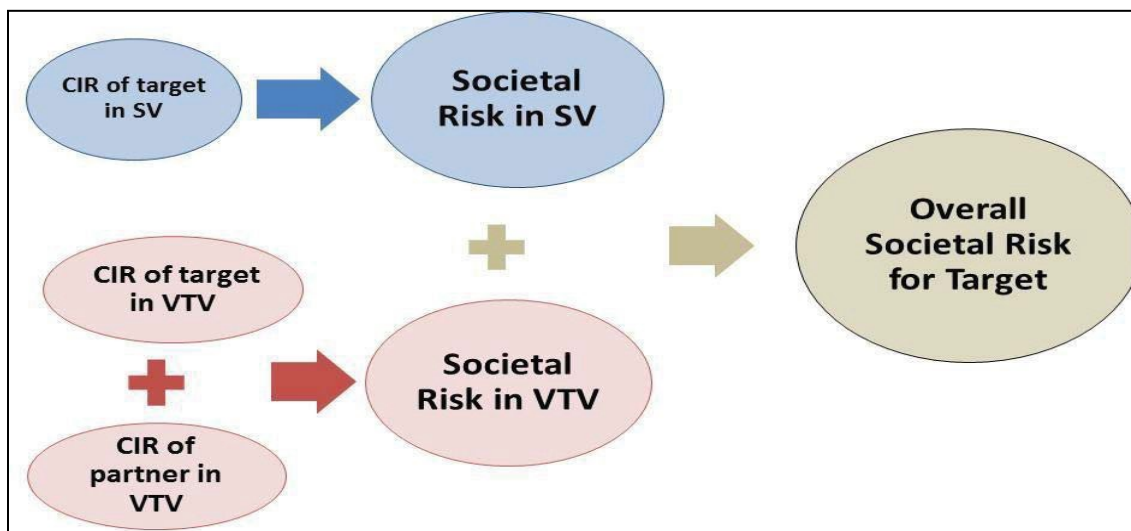 CIR of target
in SV
Societal
Risk in SV
Overall
Societal Risk
for Target
CIR of target
in VTV
Societal
Risk in VTV
CIR of
partner in
VTV